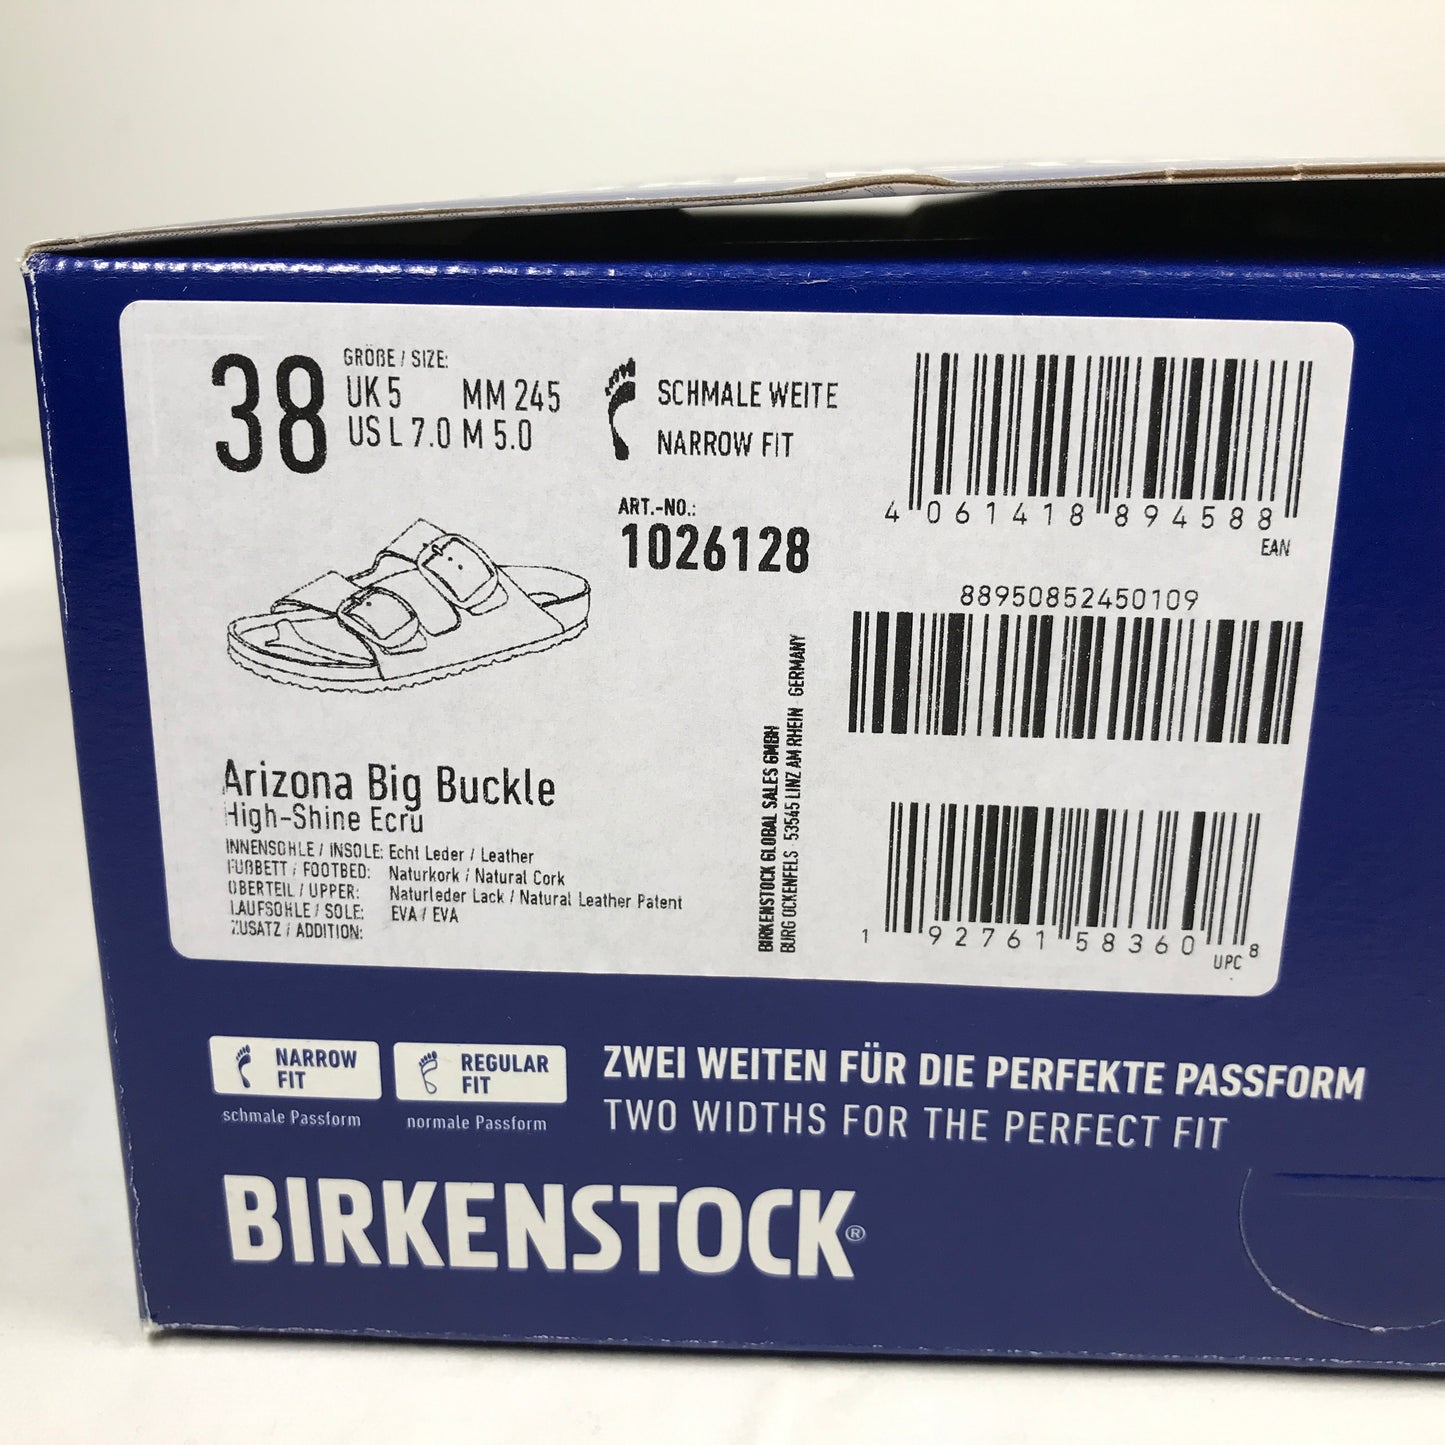 38
GRÖßE / SIZE:
UK 5 MM 245
US L 7.0 M 5.0
SCHMALE WEITE
NARROW FIT
ART.-NO.:
1026128
4 061418 894588
EAN
88950852450109
Arizona Big Buckle
High-Shine Ecru
INNENSOHLE / INSOLE: Echt Leder / Leather
FUßBETT / FOOTBED: Naturkork / Natural Cork
OBERTEIL / UPPER: Naturleder Lack / Natural Leather Patent
LAUFSOHLE / SOLE: EVA / EVA
ZUSATZ / ADDITION:
BIRKENSTOCK GLOBAL SALES GMBH
BURG OCKENFELS · 53545 LINZ AM RHEIN GERMANY
1 92761 58360 8
UPC
NARROW FIT
schmale Passform
REGULAR FIT
normale Passform
ZWEI WEITEN FÜR DIE PERFEKTE PASSFORM
TWO WIDTHS FOR THE PERFECT FIT
BIRKENSTOCK®